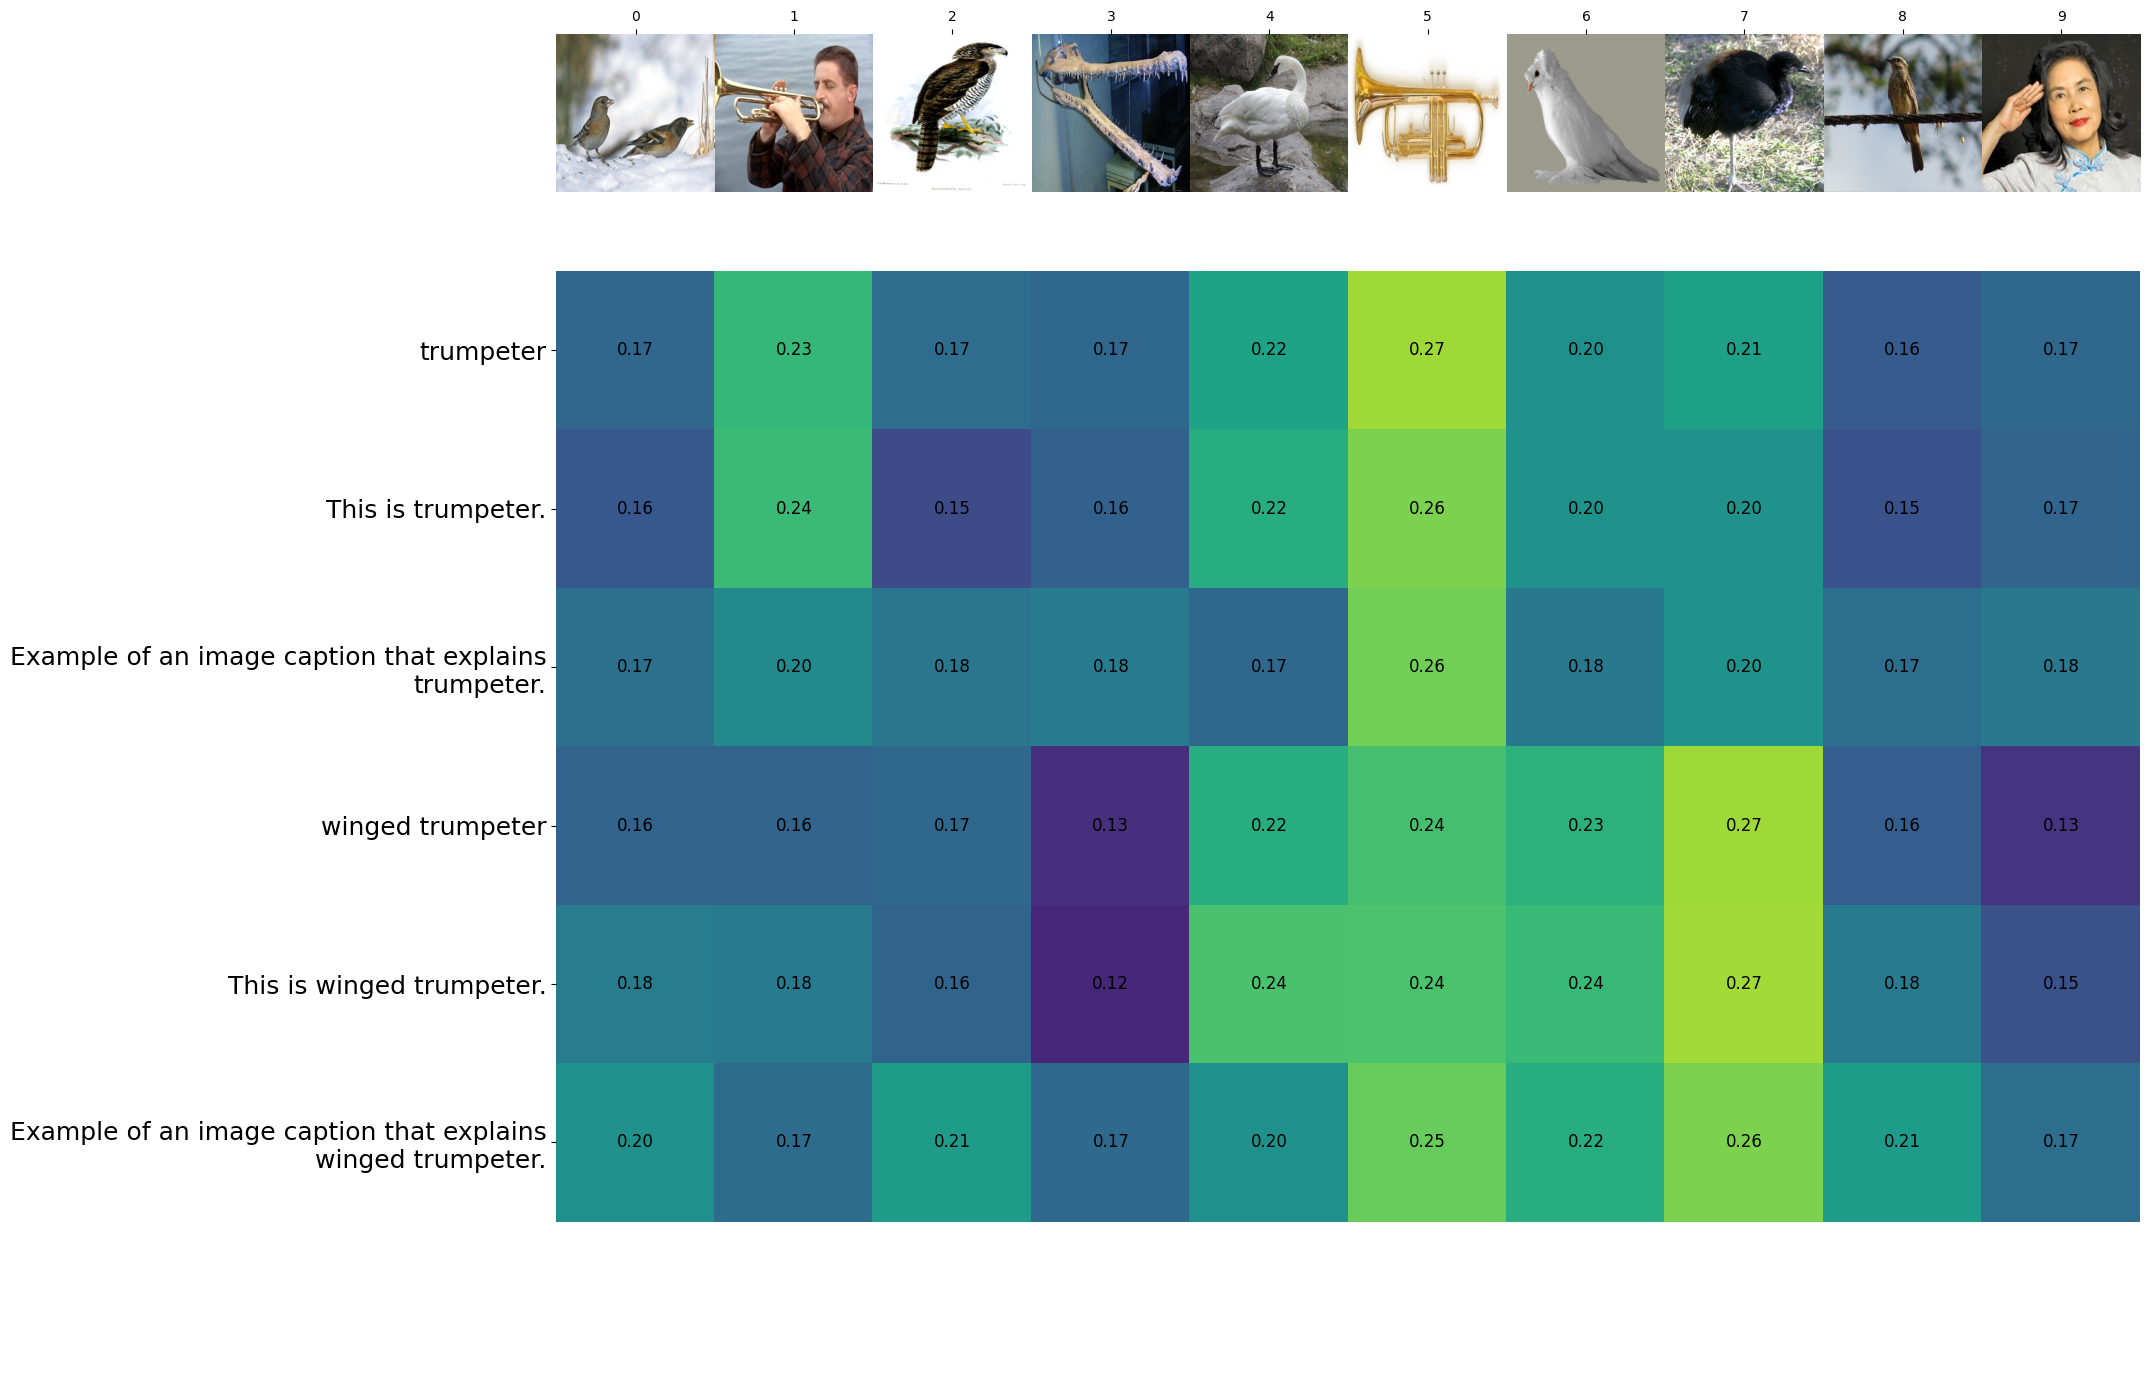 0 1 2 3 4 5 6 7 8 9
trumpeter 0.17 0.23 0.17 0.17 0.22 0.27 0.20 0.21 0.16 0.17
This is trumpeter. 0.16 0.24 0.15 0.16 0.22 0.26 0.20 0.20 0.15 0.17
Example of an image caption that explains
trumpeter. 0.17 0.20 0.18 0.18 0.17 0.26 0.18 0.20 0.17 0.18
winged trumpeter 0.16 0.16 0.17 0.13 0.22 0.24 0.23 0.27 0.16 0.13
This is winged trumpeter. 0.18 0.18 0.16 0.12 0.24 0.24 0.24 0.27 0.18 0.15
Example of an image caption that explains
winged trumpeter. 0.20 0.17 0.21 0.17 0.20 0.25 0.22 0.26 0.21 0.17